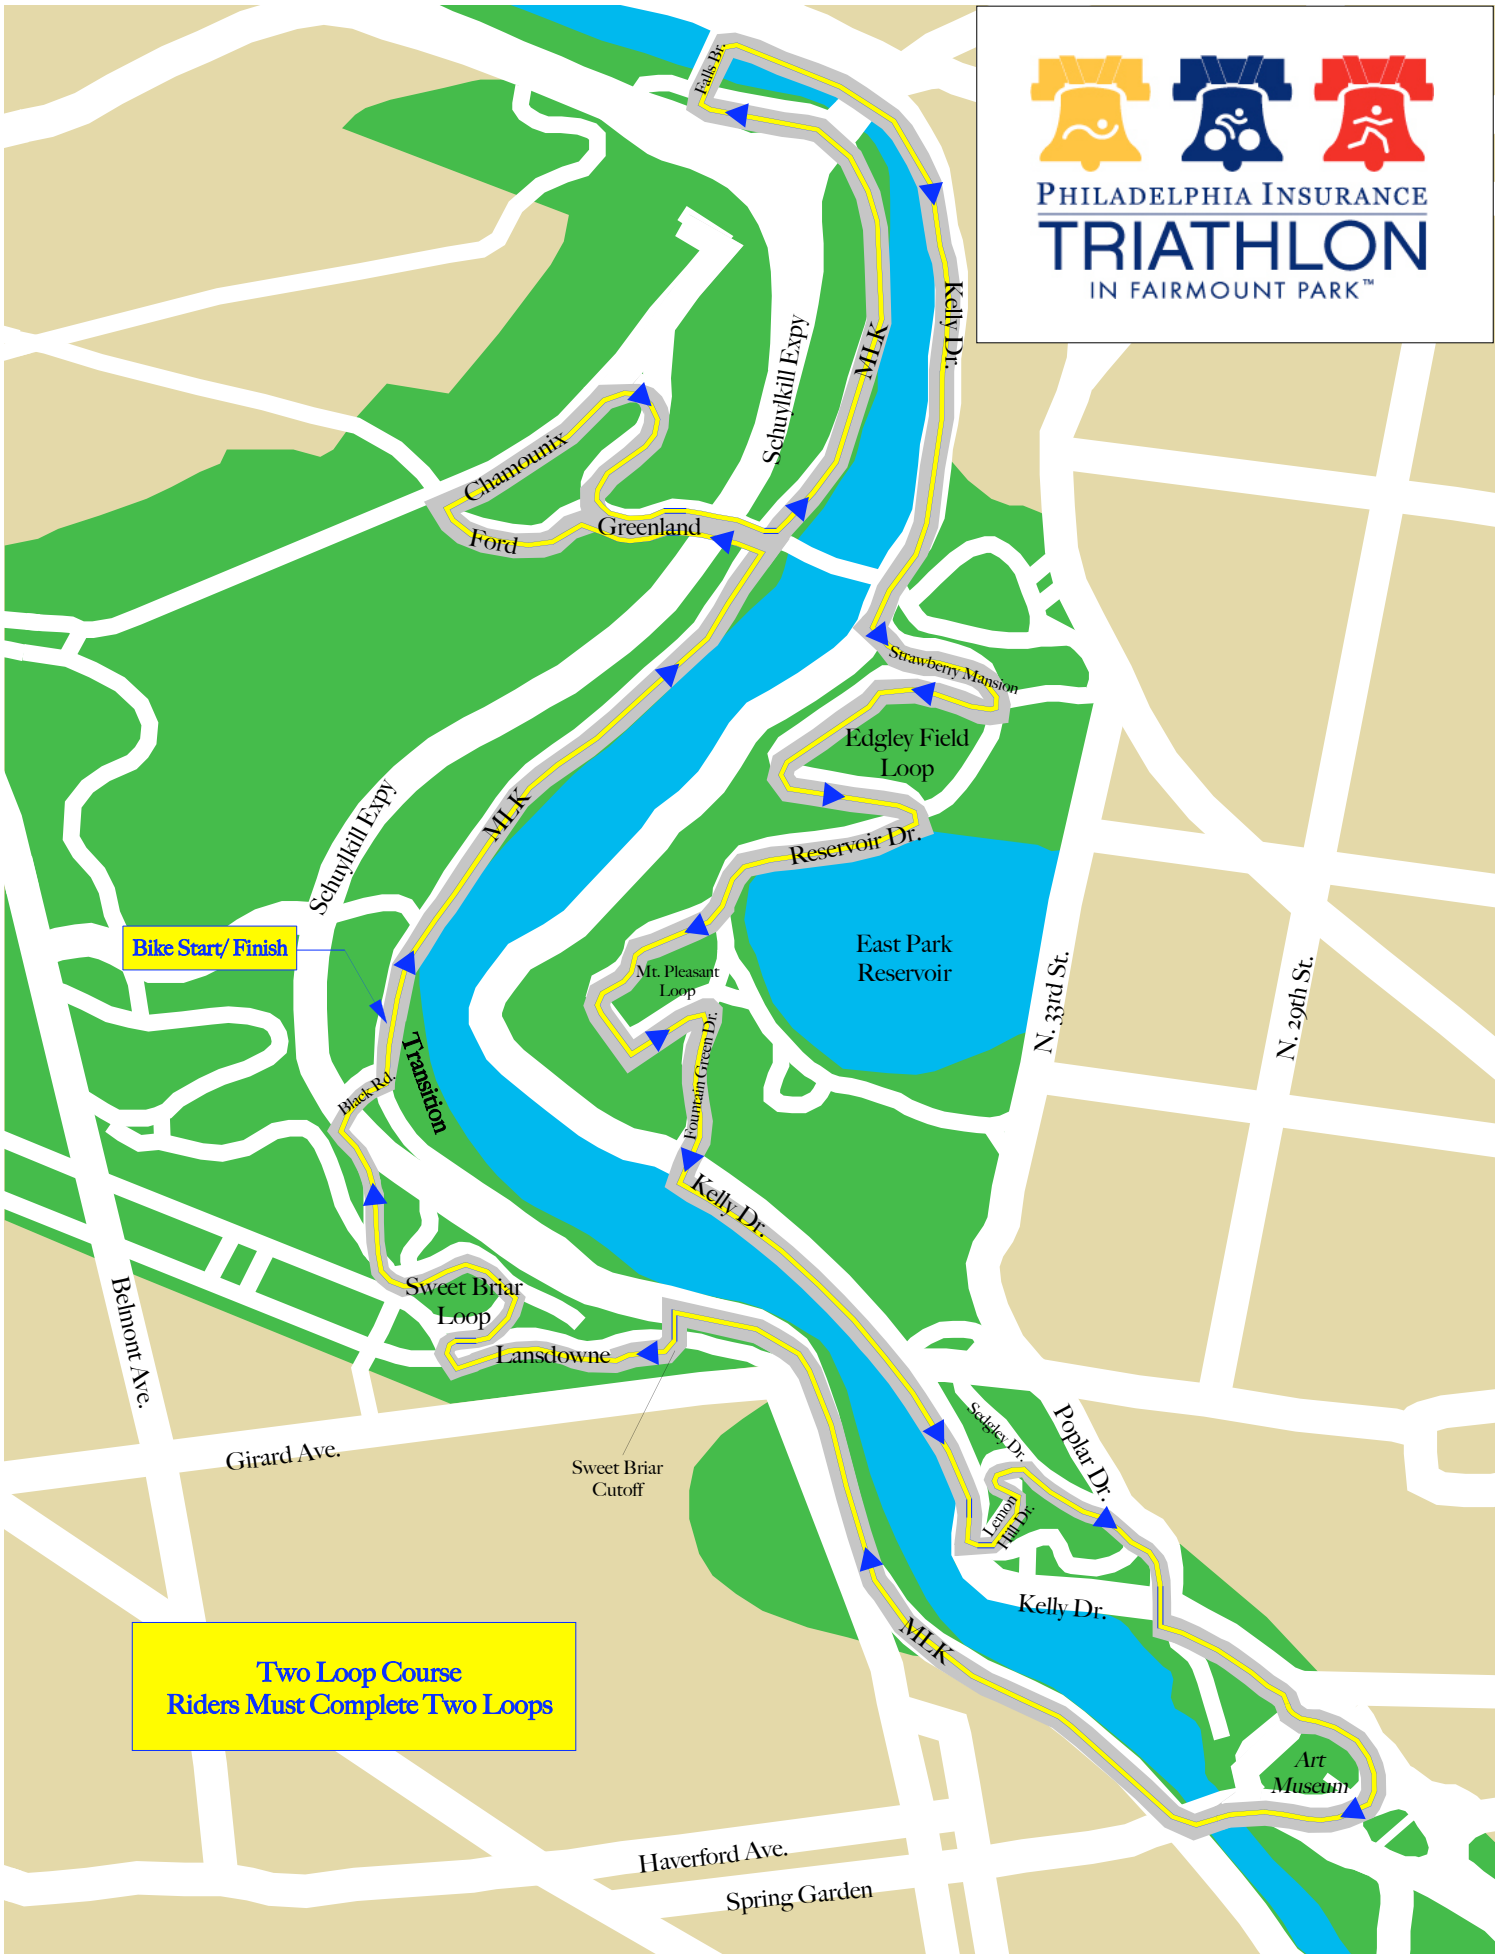 Falls Br.
PHILADELPHIA INSURANCE
TRIATHLON
IN FAIRMOUNT PARK™
Kelly Dr.
MLK
Schuylkill Expy
Chamounix
Greenland
Ford
Strawberry Mansion
Edgley Field
Loop
MLK
Schuylkill Expy
Reservoir Dr.
Bike Start/ Finish
East Park
Reservoir
Mt. Pleasant
Loop
N. 33rd St.
N. 29th St.
Fountain Green Dr.
Transition
Black Rd.
Kelly Dr.
Belmont Ave.
Sweet Briar
Loop
Lansdowne
Girard Ave.
Sweet Briar
Cutoff
Sedgley Dr.
Poplar Dr.
Lemon
Hill Dr.
Kelly Dr.
MLK
Two Loop Course
Riders Must Complete Two Loops
Art
Museum
Haverford Ave.
Spring Garden